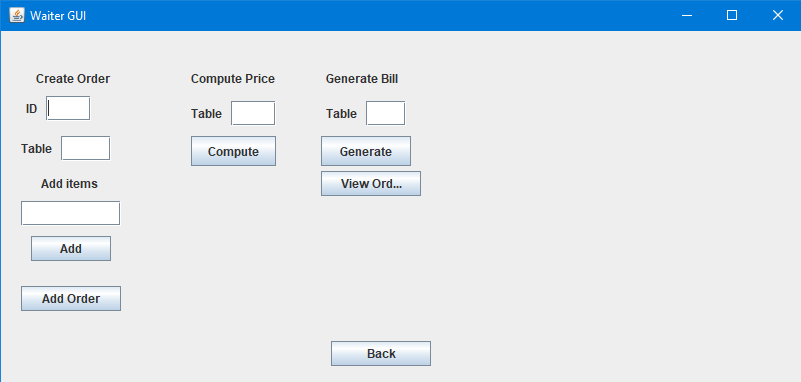 Waiter GUI
Create Order
ID
Table
Add items
Add
Add Order
Compute Price
Table
Compute
Generate Bill
Table
Generate
View Ord...
Back